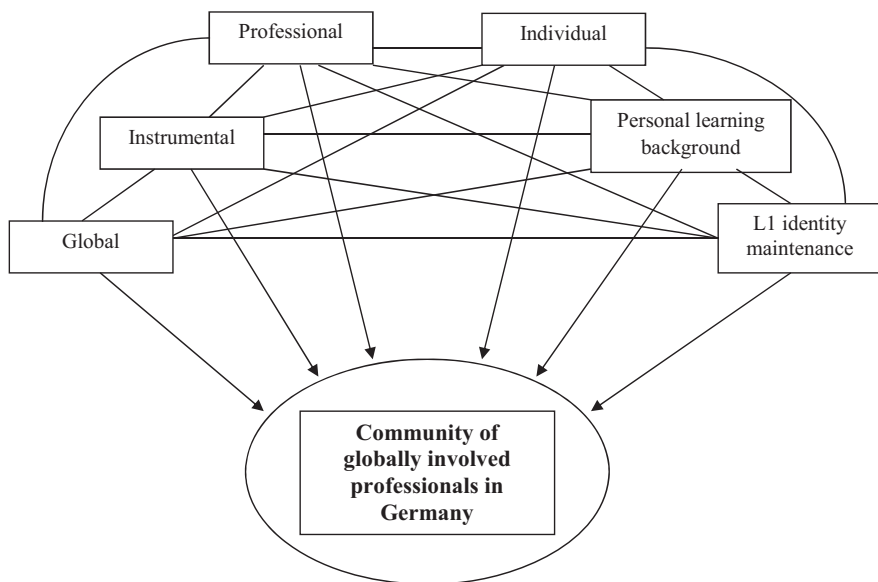 Professional
Individual
Instrumental
Personal learning
background
Global
L1 identity
maintenance
Community of
globally involved
professionals in
Germany